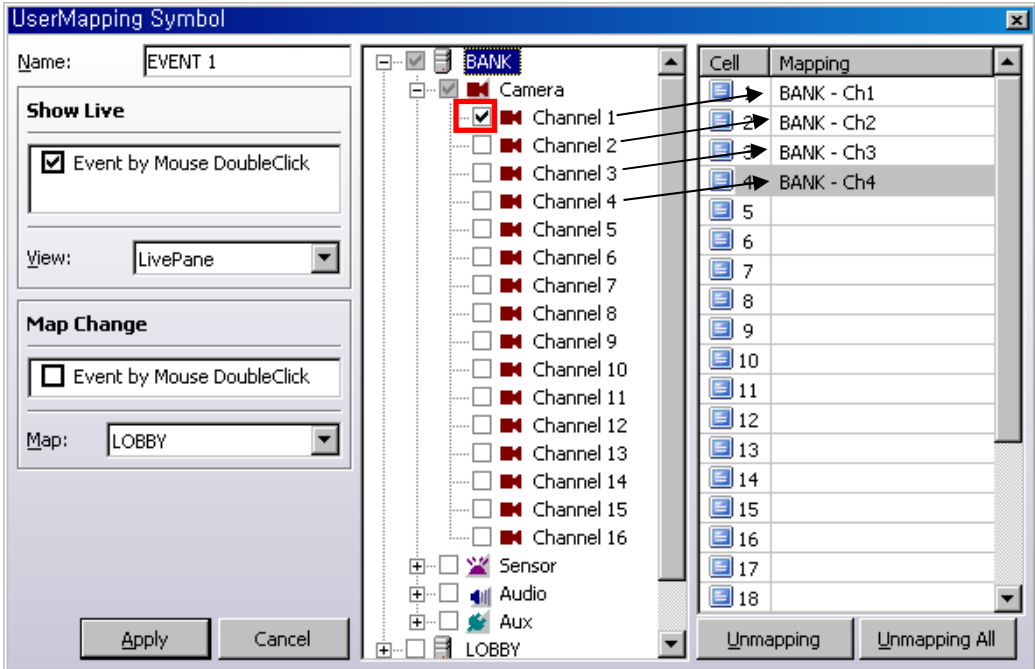 UserMapping Symbol
Name: EVENT 1
Show Live
Event by Mouse DoubleClick
View: LivePane
Map Change
Event by Mouse DoubleClick
Map: LOBBY
Apply Cancel
BANK
Camera
Channel 1
Channel 2
Channel 3
Channel 4
Channel 5
Channel 6
Channel 7
Channel 8
Channel 9
Channel 10
Channel 11
Channel 12
Channel 13
Channel 14
Channel 15
Channel 16
Sensor
Audio
Aux
LOBBY
Cell Mapping
1 BANK - Ch1
2 BANK - Ch2
3 BANK - Ch3
4 BANK - Ch4
5
6
7
8
9
10
11
12
13
14
15
16
17
18
Unmapping Unmapping All